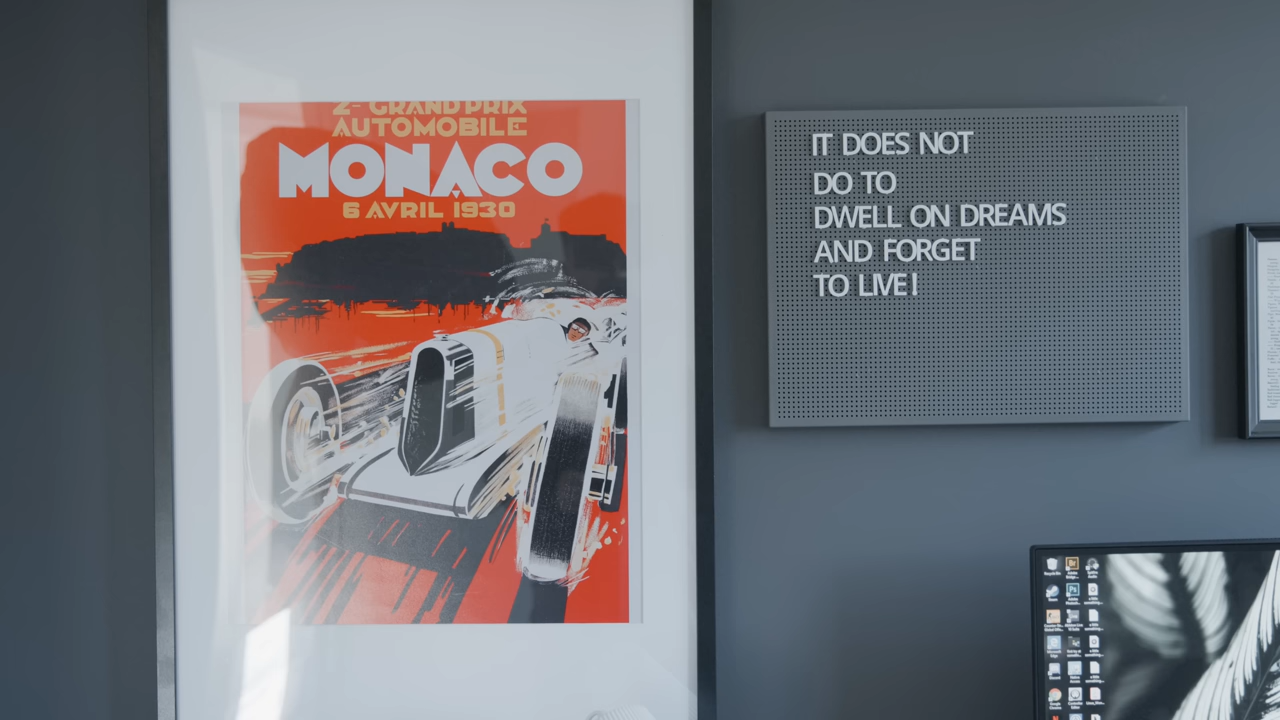 2- GRAND PRIX
AUTOMOBILE
MONACO
6 AVRIL 1930
IT DOES NOT
DO TO
DWELL ON DREAMS
AND FORGET
TO LIVE!